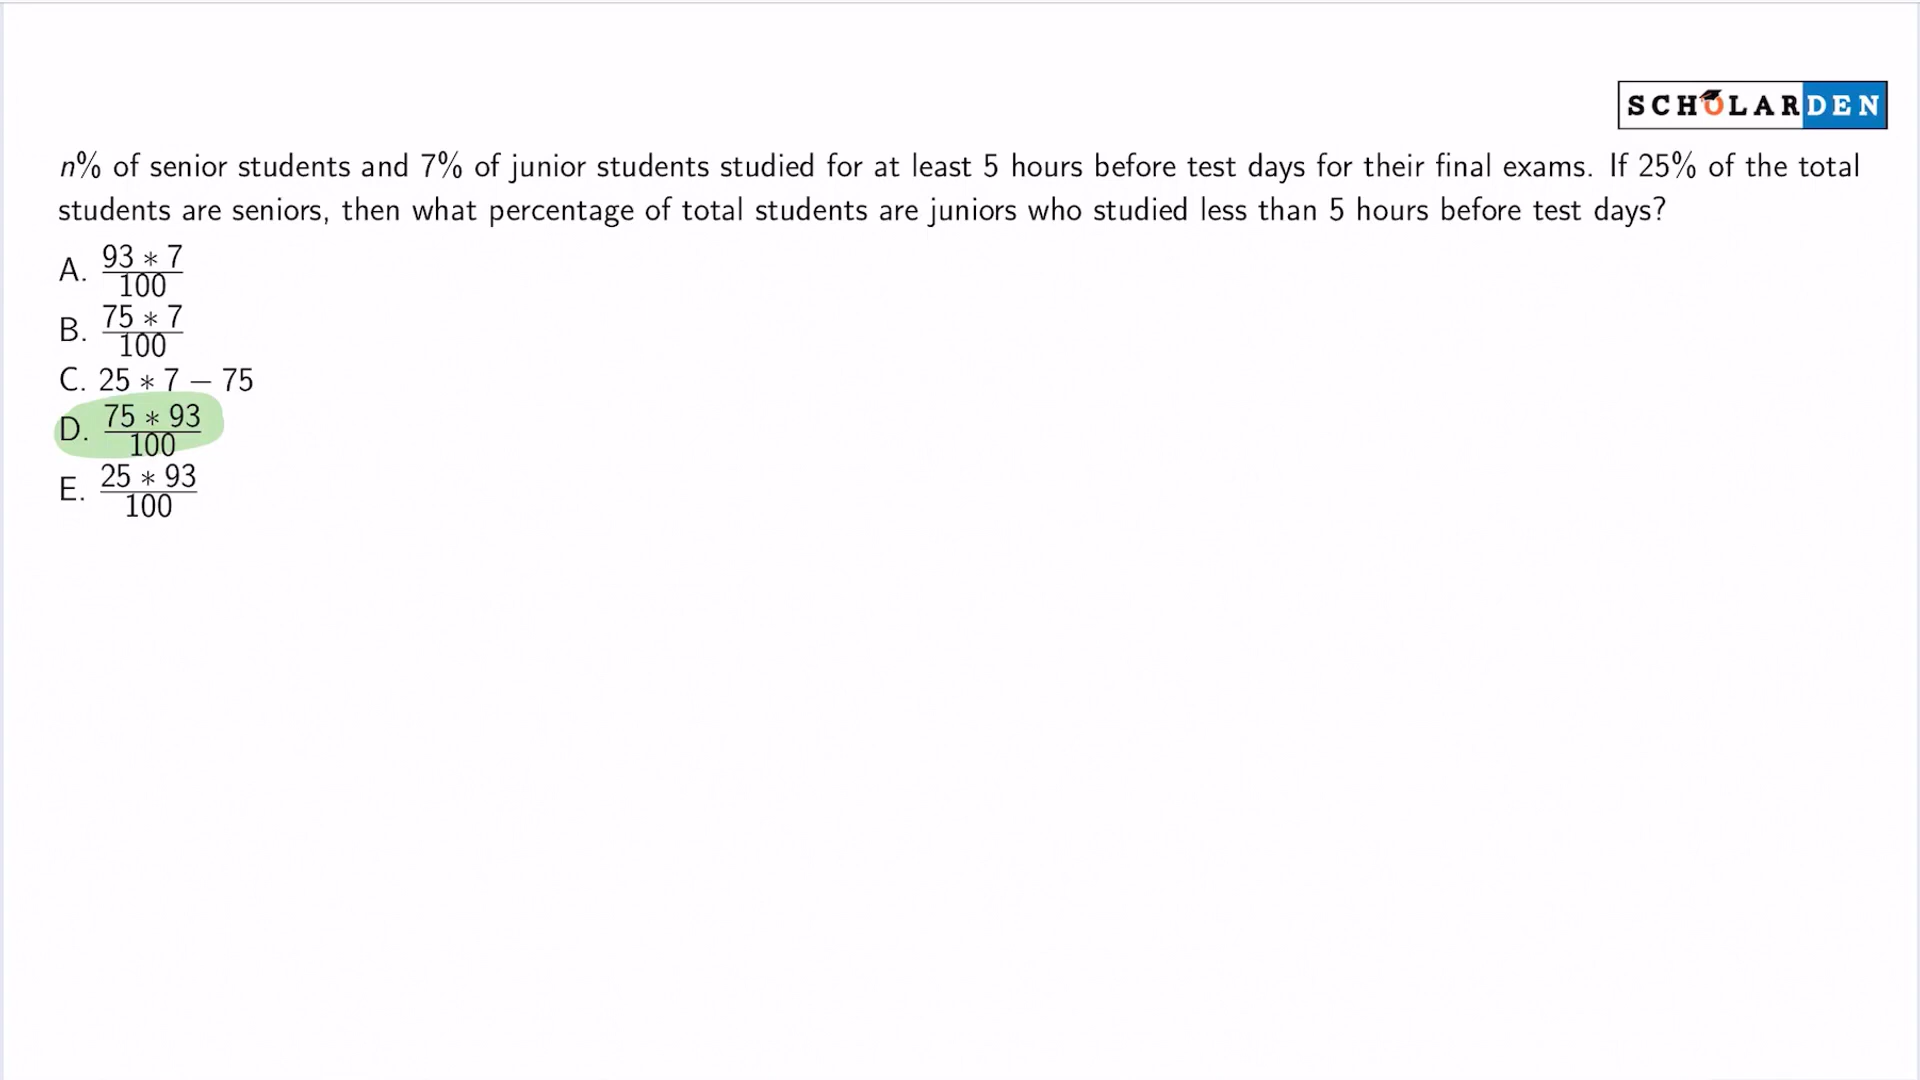 SCHOLARDEN
n% of senior students and 7% of junior students studied for at least 5 hours before test days for their final exams. If 25% of the total
students are seniors, then what percentage of total students are juniors who studied less than 5 hours before test days?
A. 93 * 7
100
B. 75 * 7
100
C. 25 * 7 − 75
D. 75 * 93
100
E. 25 * 93
100